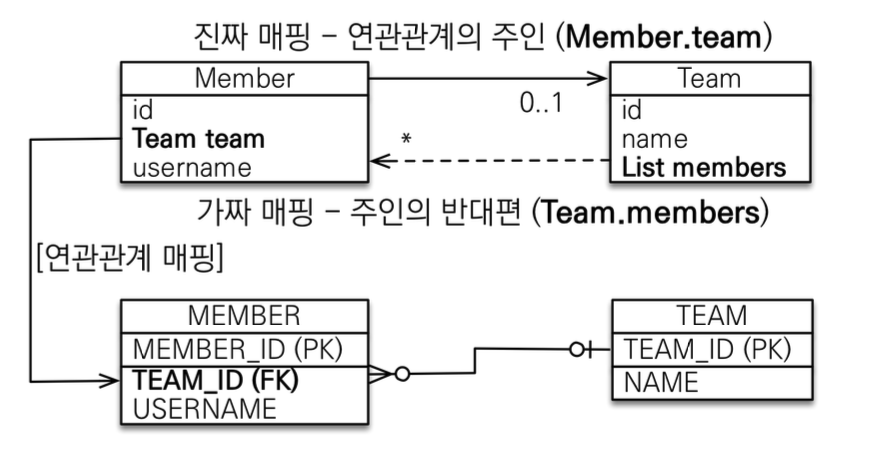 진짜 매핑 - 연관관계의 주인 (Member.team)
Member
id
Team team
username
0..1
*
Team
id
name
List members
가짜 매핑 - 주인의 반대편 (Team.members)
[연관관계 매핑]
MEMBER
MEMBER_ID (PK)
TEAM_ID (FK)
USERNAME
TEAM
TEAM_ID (PK)
NAME